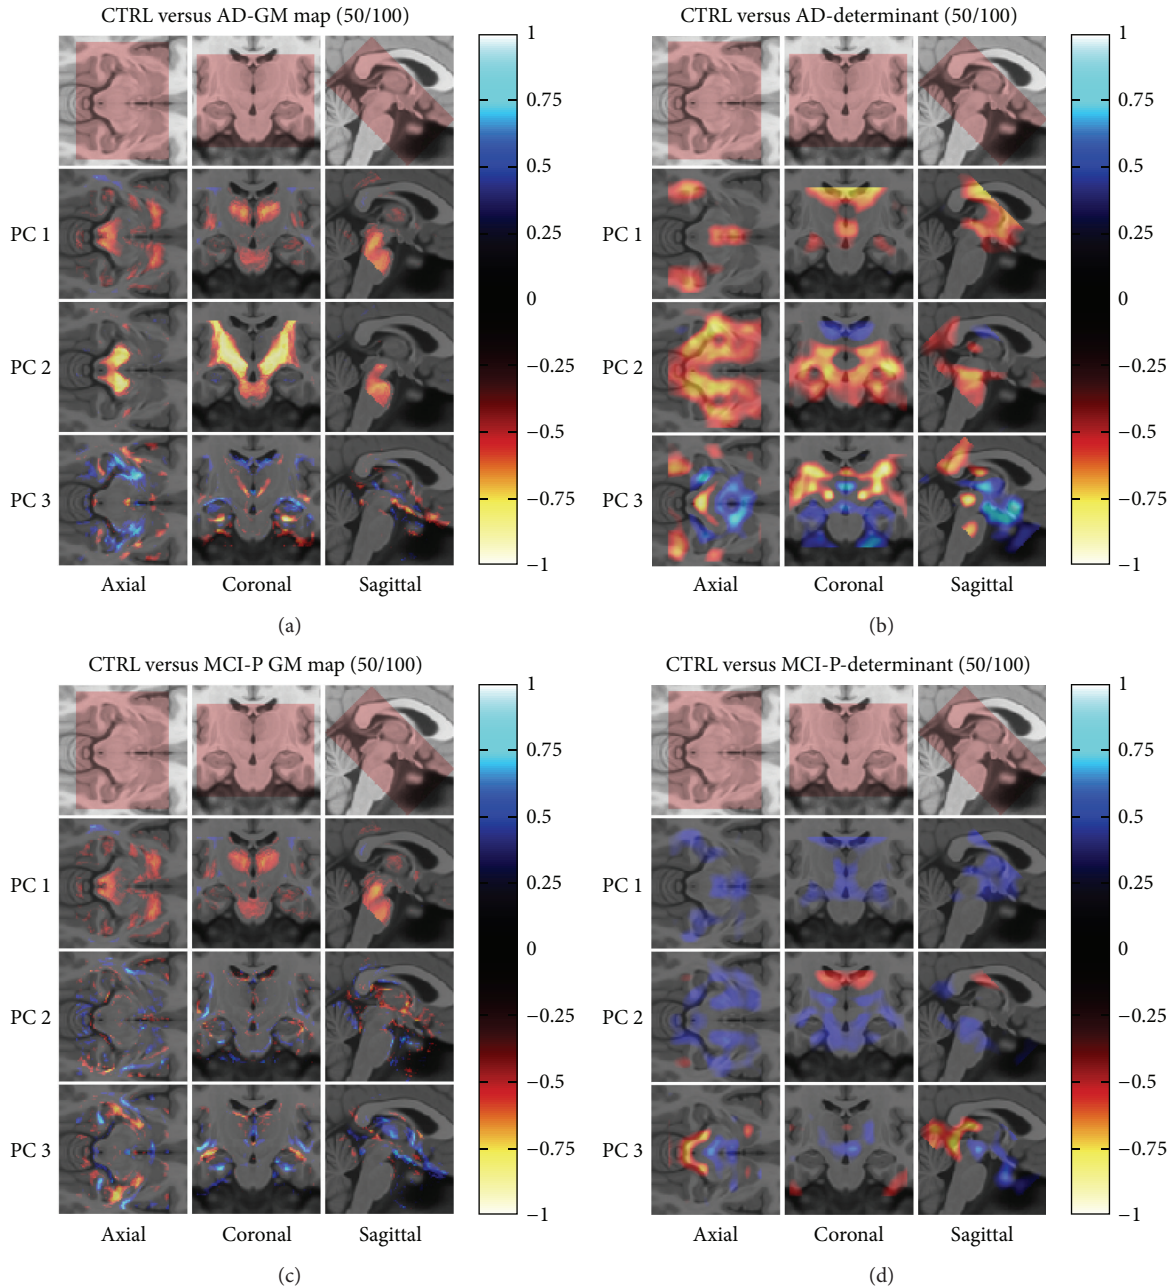 CTRL versus AD-GM map (50/100)
PC 1
PC 2
PC 3
Axial
Coronal
Sagittal
1
0.75
0.5
0.25
0
−0.25
−0.5
−0.75
−1
(a)
CTRL versus AD-determinant (50/100)
PC 1
PC 2
PC 3
Axial
Coronal
Sagittal
1
0.75
0.5
0.25
0
−0.25
−0.5
−0.75
−1
(b)
CTRL versus MCI-P GM map (50/100)
PC 1
PC 2
PC 3
Axial
Coronal
Sagittal
1
0.75
0.5
0.25
0
−0.25
−0.5
−0.75
−1
(c)
CTRL versus MCI-P-determinant (50/100)
PC 1
PC 2
PC 3
Axial
Coronal
Sagittal
1
0.75
0.5
0.25
0
−0.25
−0.5
−0.75
−1
(d)